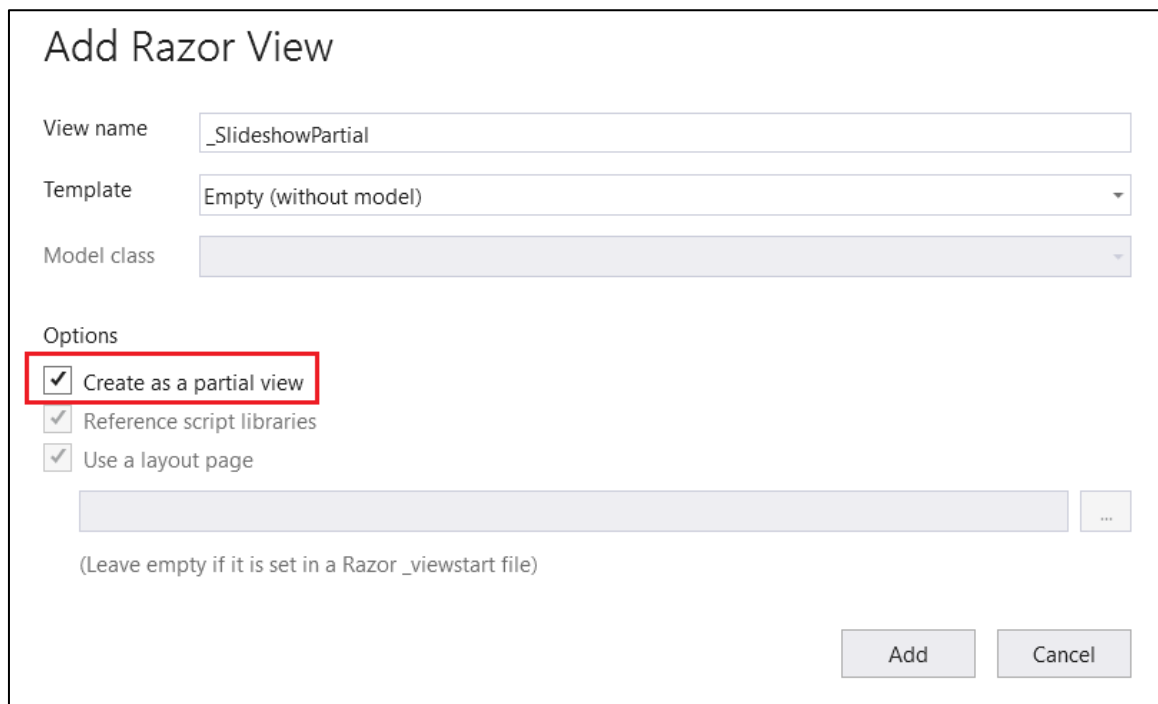 Add Razor View
View name
_SlideshowPartial
Template
Empty (without model)
Model class
Options
Create as a partial view
Reference script libraries
Use a layout page
...
(Leave empty if it is set in a Razor _viewstart file)
Add
Cancel